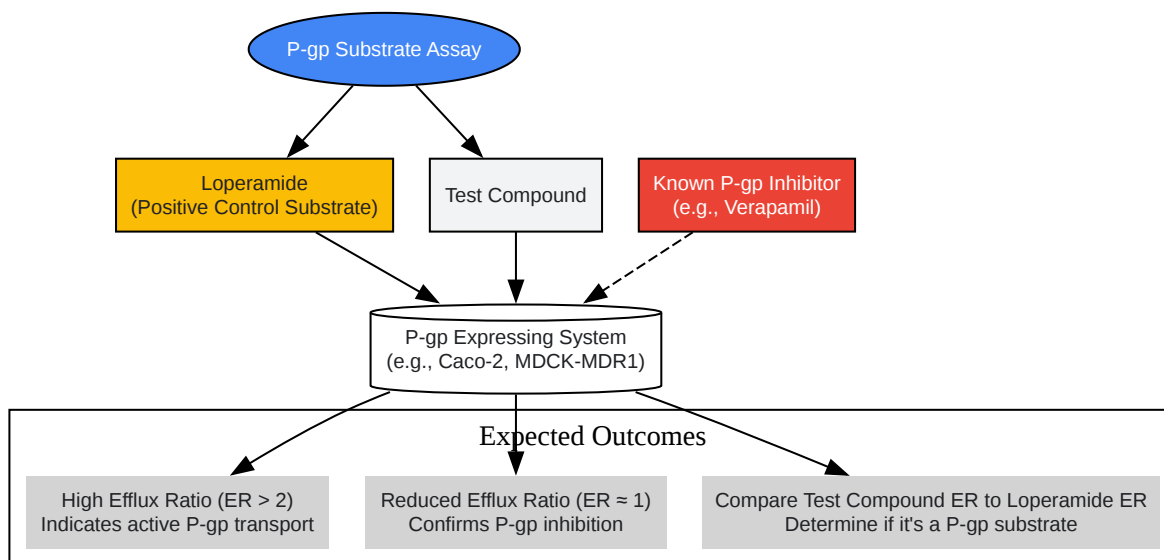 P-gp Substrate Assay
Loperamide
(Positive Control Substrate)
Test Compound
Known P-gp Inhibitor
(e.g., Verapamil)
P-gp Expressing System
(e.g., Caco-2, MDCK-MDR1)
Expected Outcomes
High Efflux Ratio (ER > 2)
Indicates active P-gp transport
Reduced Efflux Ratio (ER ≈ 1)
Confirms P-gp inhibition
Compare Test Compound ER to Loperamide ER
Determine if it's a P-gp substrate